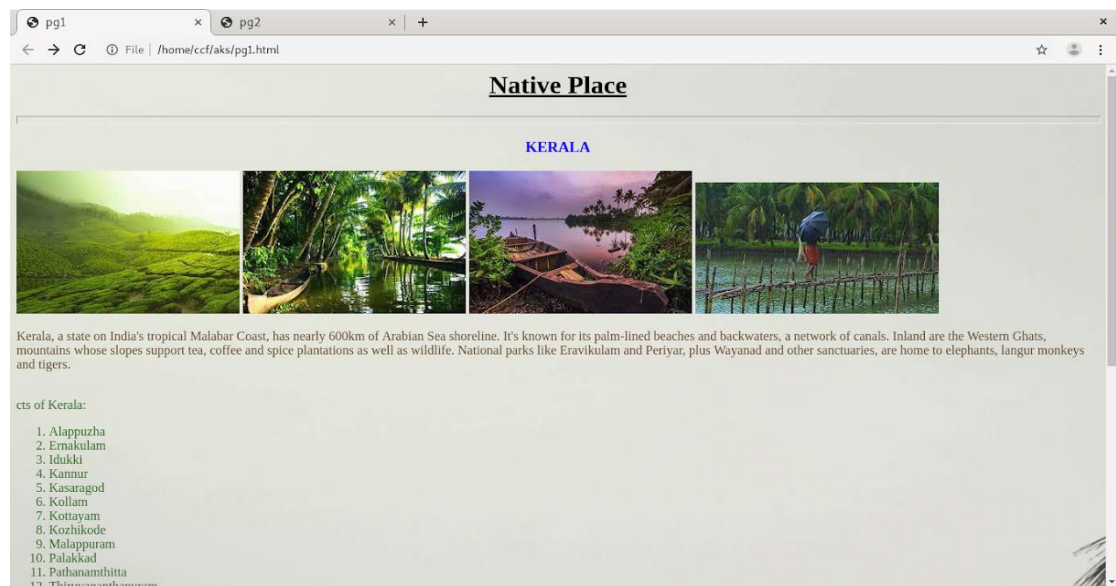 pg1
pg2
File | /home/ccf/aks/pg1.html
Native Place
KERALA
Kerala, a state on India's tropical Malabar Coast, has nearly 600km of Arabian Sea shoreline. It's known for its palm-lined beaches and backwaters, a network of canals. Inland are the Western Ghats,
mountains whose slopes support tea, coffee and spice plantations as well as wildlife. National parks like Eravikulam and Periyar, plus Wayanad and other sanctuaries, are home to elephants, langur monkeys
and tigers.
cts of Kerala:
1. Alappuzha
2. Ernakulam
3. Idukki
4. Kannur
5. Kasaragod
6. Kollam
7. Kottayam
8. Kozhikode
9. Malappuram
10. Palakkad
11. Pathanamthitta
12. Thiruvananthapuram